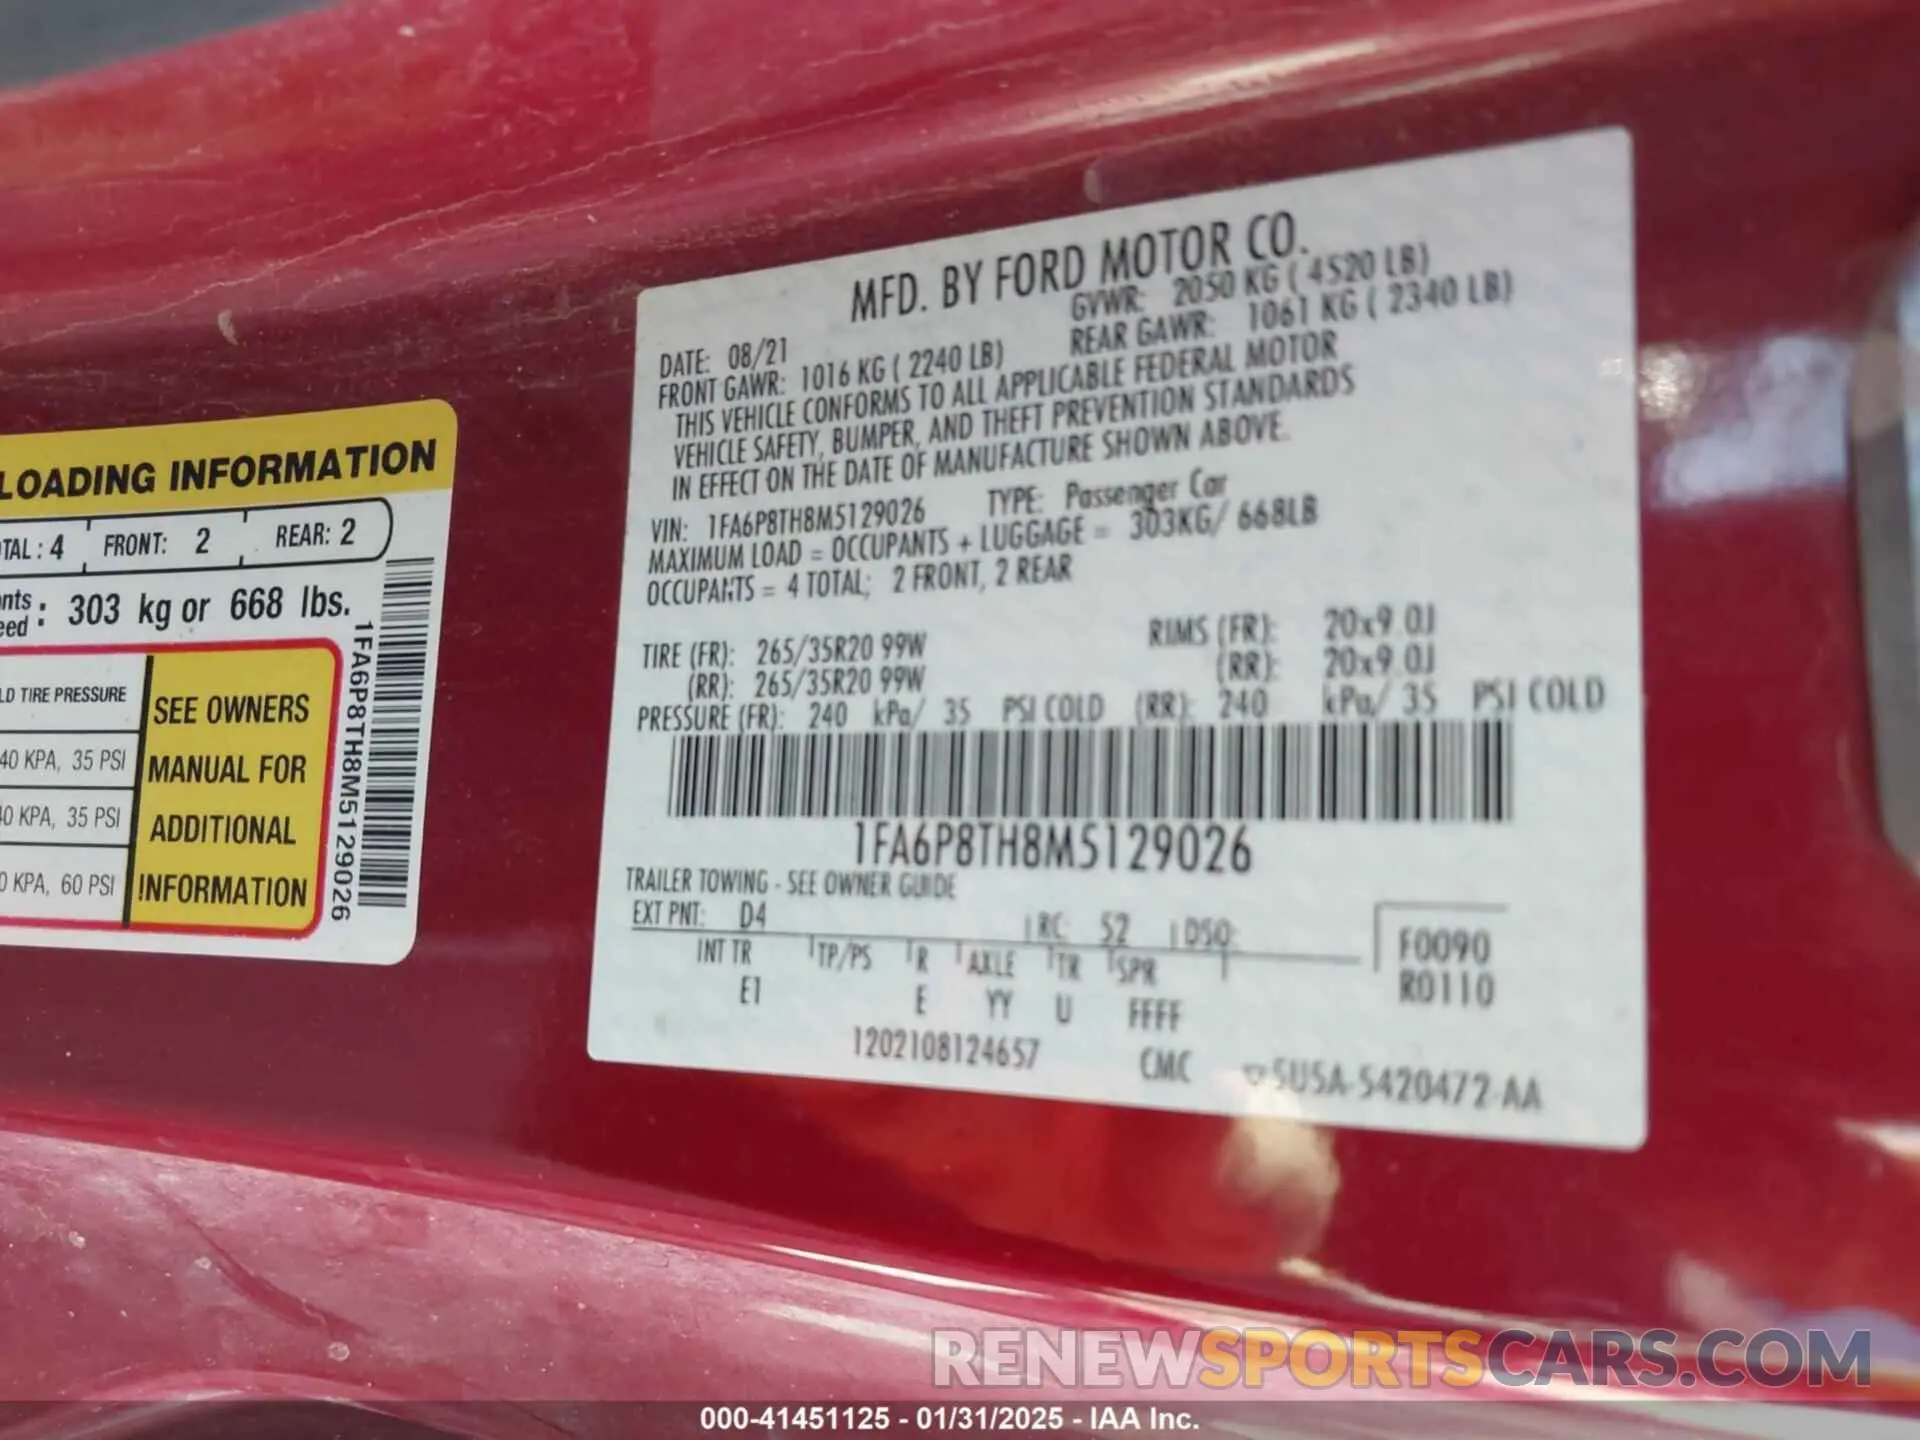 LOADING INFORMATION
TAL : 4 FRONT: 2 REAR: 2
nts
eed : 303 kg or 668 lbs.
LD TIRE PRESSURE
40 KPA, 35 PSI
40 KPA, 35 PSI
0 KPA, 60 PSI
SEE OWNERS
MANUAL FOR
ADDITIONAL
INFORMATION
1FA6P8TH8M5129026
MFD. BY FORD MOTOR CO.
DATE: 08/21 GVWR: 2050 KG ( 4520 LB)
FRONT GAWR: 1016 KG ( 2240 LB) REAR GAWR: 1061 KG ( 2340 LB)
THIS VEHICLE CONFORMS TO ALL APPLICABLE FEDERAL MOTOR
VEHICLE SAFETY, BUMPER, AND THEFT PREVENTION STANDARDS
IN EFFECT ON THE DATE OF MANUFACTURE SHOWN ABOVE.
VIN: 1FA6P8TH8M5129026 TYPE: Passenger Car
MAXIMUM LOAD = OCCUPANTS + LUGGAGE = 303KG/ 668LB
OCCUPANTS = 4 TOTAL; 2 FRONT, 2 REAR
TIRE (FR): 265/35R20 99W RIMS (FR): 20x9.0J
(RR): 265/35R20 99W (RR): 20x9.0J
PRESSURE (FR): 240 kPa/ 35 PSI COLD (RR): 240 kPa/ 35 PSI COLD
1FA6P8TH8M5129026
TRAILER TOWING - SEE OWNER GUIDE
EXT PNT: D4 RC: 52 DSO:
INT TR TP/PS R AXLE TR SPR
E1 E YY U FFFF
F0090
R0110
1202108124657 CMC 5U5A-5420472-AA
RENEWSPORTSCARS.COM
000-41451125 - 01/31/2025 - IAA Inc.